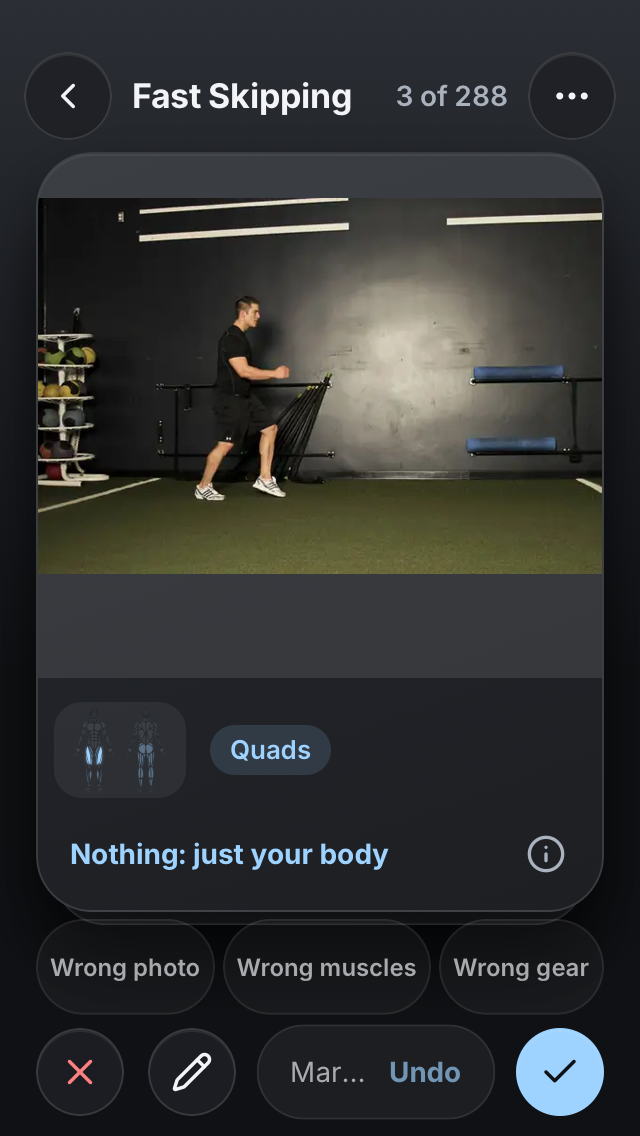 Fast Skipping
3 of 288
Quads
Nothing: just your body
Wrong photo
Wrong muscles
Wrong gear
Mar...
Undo